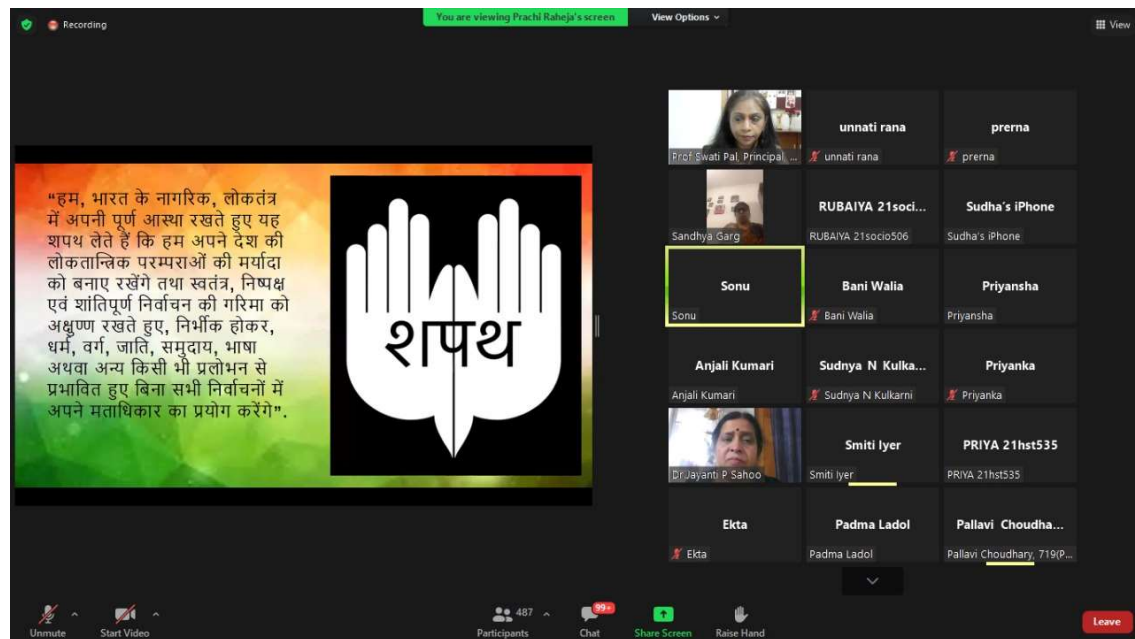 Recording
You are viewing Prachi Raheja's screen
View Options
View
“हम, भारत के नागरिक, लोकतंत्र
में अपनी पूर्ण आस्था रखते हुए यह
शपथ लेते हैं कि हम अपने देश की
लोकतान्त्रिक परम्पराओं की मर्यादा
को बनाए रखेंगे तथा स्वतंत्र, निष्पक्ष
एवं शांतिपूर्ण निर्वाचन की गरिमा को
अक्षुण्ण रखते हुए, निर्भीक होकर,
धर्म, वर्ग, जाति, समुदाय, भाषा
अथवा अन्य किसी भी प्रलोभन से
प्रभावित हुए बिना सभी निर्वाचनों में
अपने मताधिकार का प्रयोग करेंगे”.
शपथ
Prof Swati Pal, Principal, ...
unnati rana
unnati rana
prerna
prerna
Sandhya Garg
RUBAIYA 21soci...
RUBAIYA 21socio506
Sudha's iPhone
Sudha's iPhone
Sonu
Sonu
Bani Walia
Bani Walia
Priyansha
Priyansha
Anjali Kumari
Anjali Kumari
Sudnya N Kulka...
Sudnya N Kulkarni
Priyanka
Priyanka
Dr.Jayanti P Sahoo
Smiti Iyer
Smiti Iyer
PRIYA 21hst535
PRIYA 21hst535
Ekta
Ekta
Padma Ladol
Padma Ladol
Pallavi Choudha...
Pallavi Choudhary, 719(P...
Unmute
Start Video
487
Participants
99+
Chat
Share Screen
Raise Hand
Leave